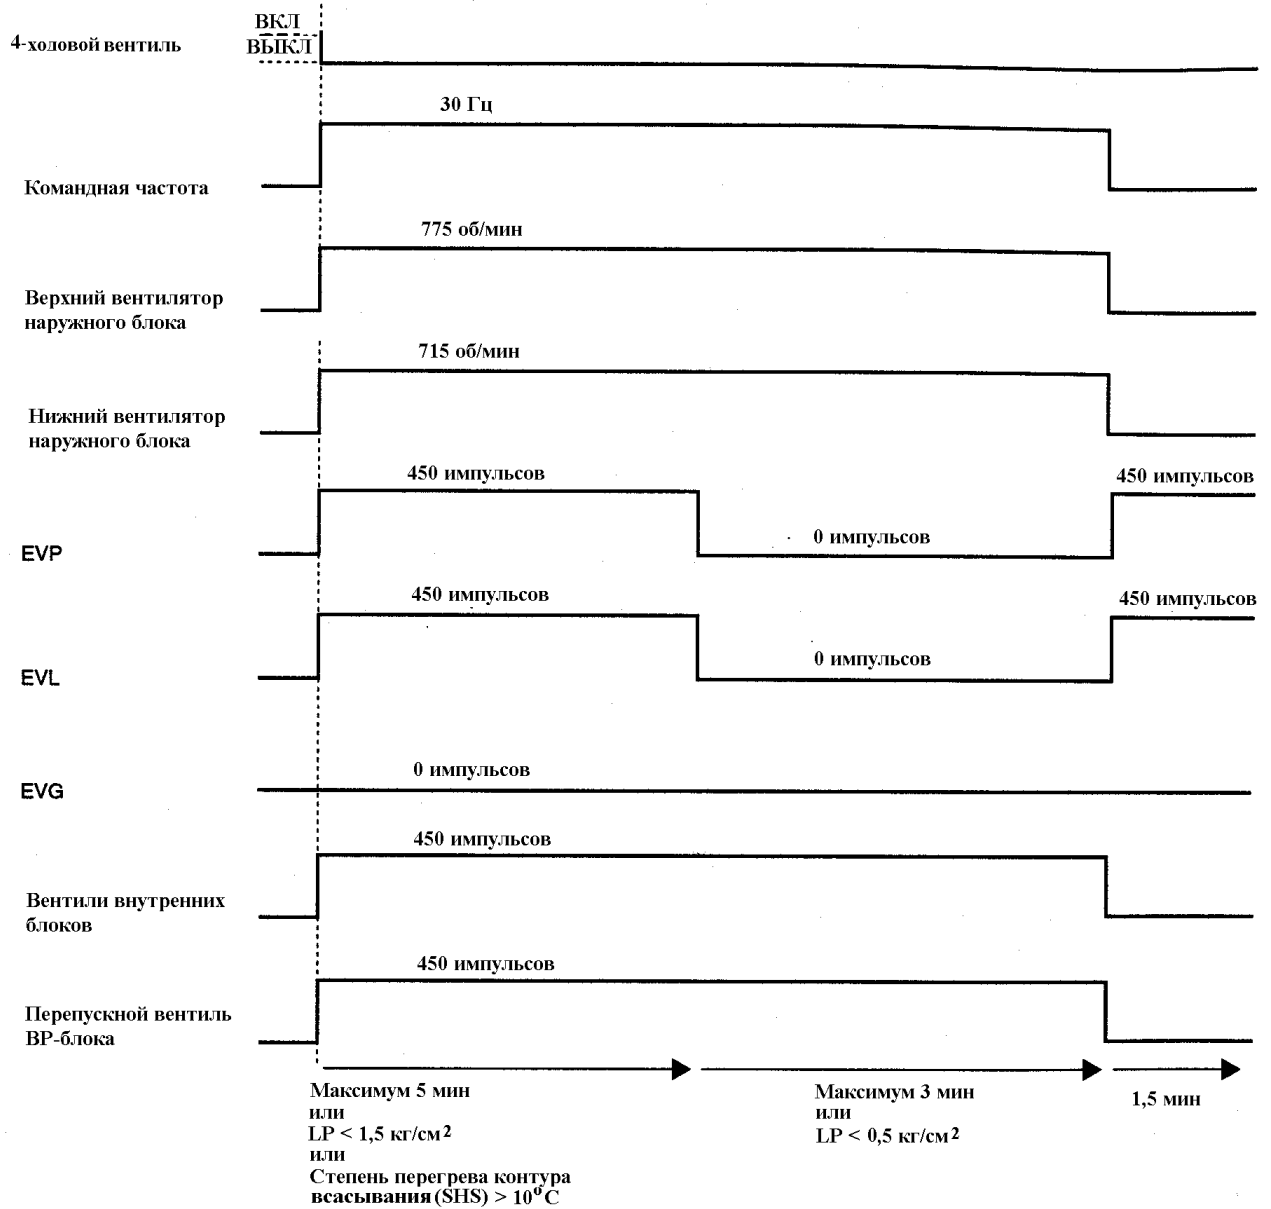 ВКЛ
4-ходовой вентиль
ВЫКЛ
30 Гц
Командная частота
775 об/мин
Верхний вентилятор
наружного блока
715 об/мин
Нижний вентилятор
наружного блока
450 импульсов
450 импульсов
0 импульсов
EVP
450 импульсов
450 импульсов
0 импульсов
EVL
0 импульсов
EVG
450 импульсов
Вентили внутренних
блоков
450 импульсов
Перепускной вентиль
ВР-блока
Максимум 5 мин
или
LP < 1,5 кг/см²
или
Степень перегрева контура
всасывания (SHS) > 10°C
Максимум 3 мин
или
LP < 0,5 кг/см²
1,5 мин